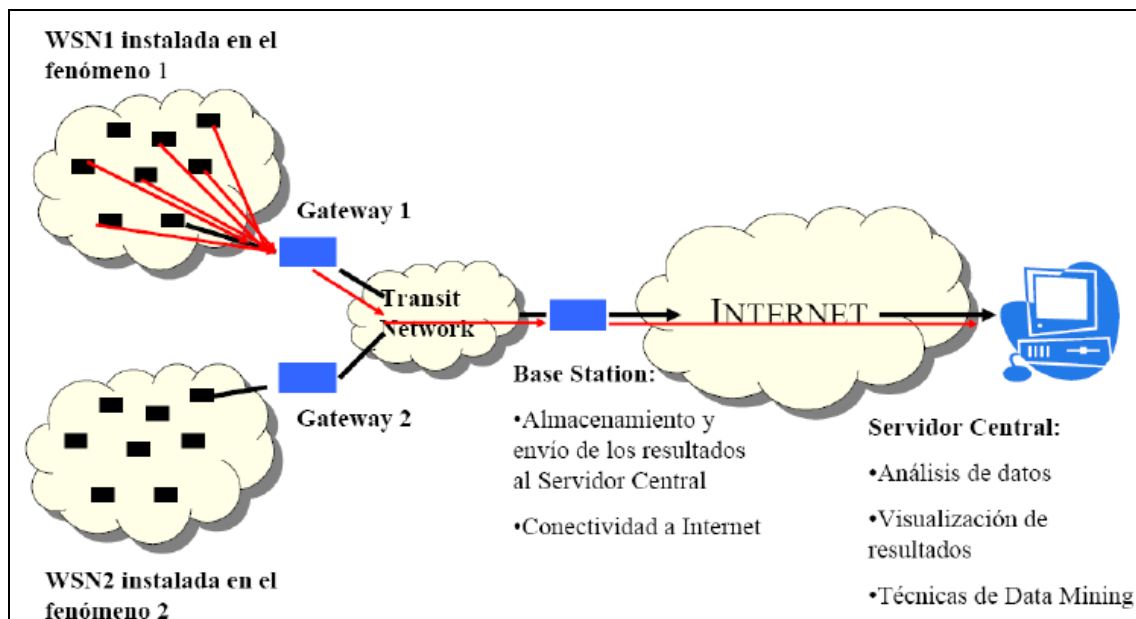 WSN1 instalada en el
fenómeno 1
Gateway 1
Transit
Network
INTERNET
Gateway 2
Base Station:
•Almacenamiento y
envío de los resultados
al Servidor Central
•Conectividad a Internet
Servidor Central:
•Análisis de datos
•Visualización de
resultados
•Técnicas de Data Mining
WSN2 instalada en el
fenómeno 2